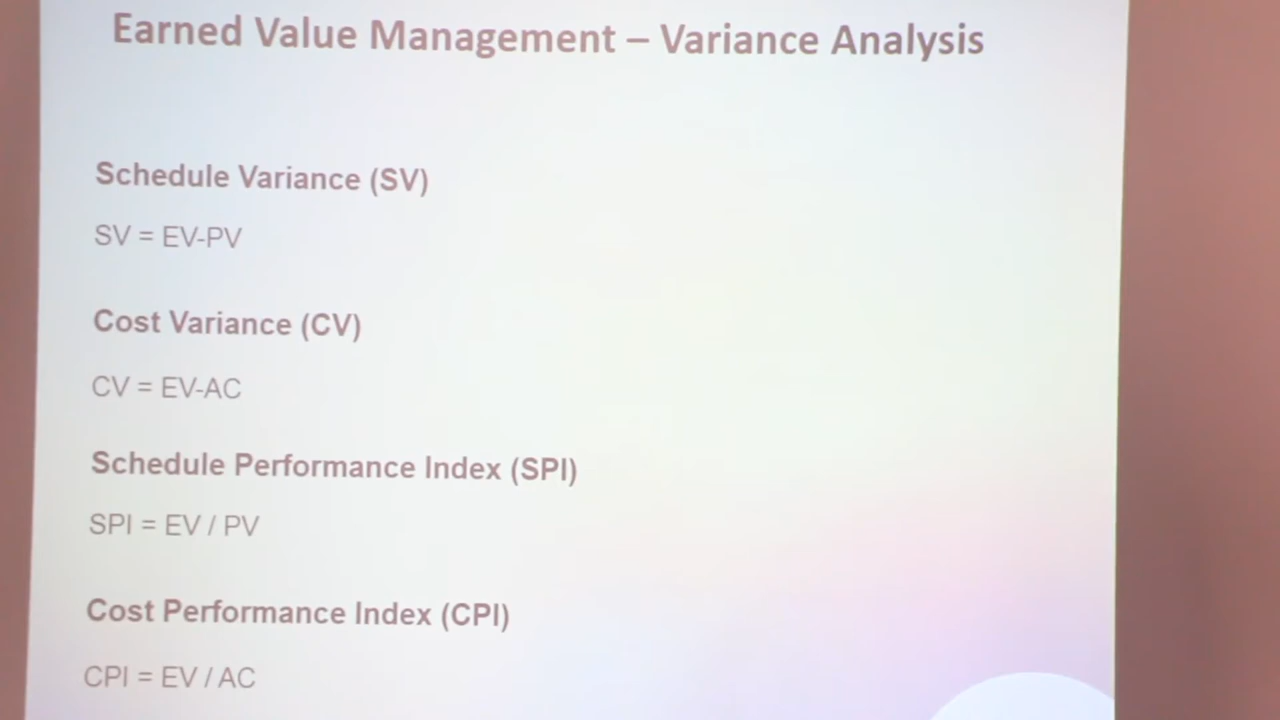 Earned Value Management – Variance Analysis
Schedule Variance (SV)
SV = EV-PV
Cost Variance (CV)
CV = EV-AC
Schedule Performance Index (SPI)
SPI = EV / PV
Cost Performance Index (CPI)
CPI = EV / AC